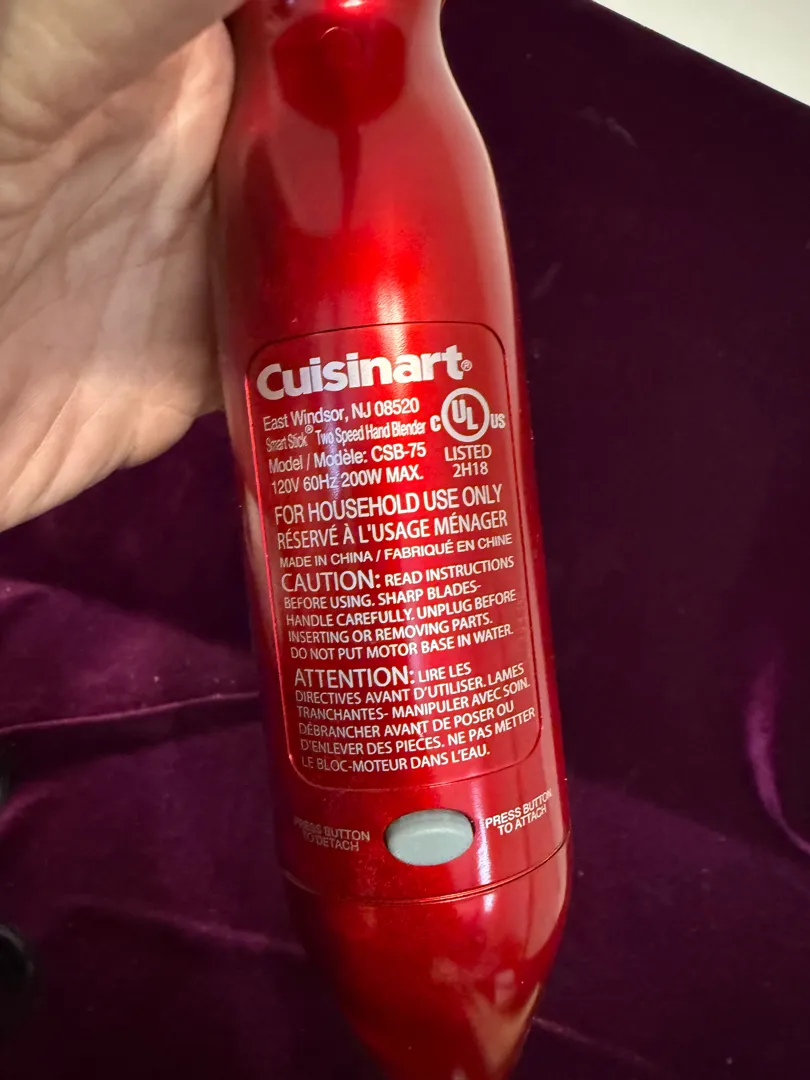 Cuisinart®
East Windsor, NJ 08520
Smart Stick® Two Speed Hand Blender
Model / Modèle: CSB-75
120V 60Hz 200W MAX.
C UL US
LISTED
2H18
FOR HOUSEHOLD USE ONLY
RÉSERVÉ À L'USAGE MÉNAGER
MADE IN CHINA / FABRIQUÉ EN CHINE
CAUTION: READ INSTRUCTIONS
BEFORE USING. SHARP BLADES-
HANDLE CAREFULLY. UNPLUG BEFORE
INSERTING OR REMOVING PARTS.
DO NOT PUT MOTOR BASE IN WATER.
ATTENTION: LIRE LES
DIRECTIVES AVANT D'UTILISER. LAMES
TRANCHANTES- MANIPULER AVEC SOIN.
DÉBRANCHER AVANT DE POSER OU
D'ENLEVER DES PIECES. NE PAS METTER
LE BLOC-MOTEUR DANS L'EAU.
PRESS BUTTON
TO DETACH
PRESS BUTTON
TO ATTACH